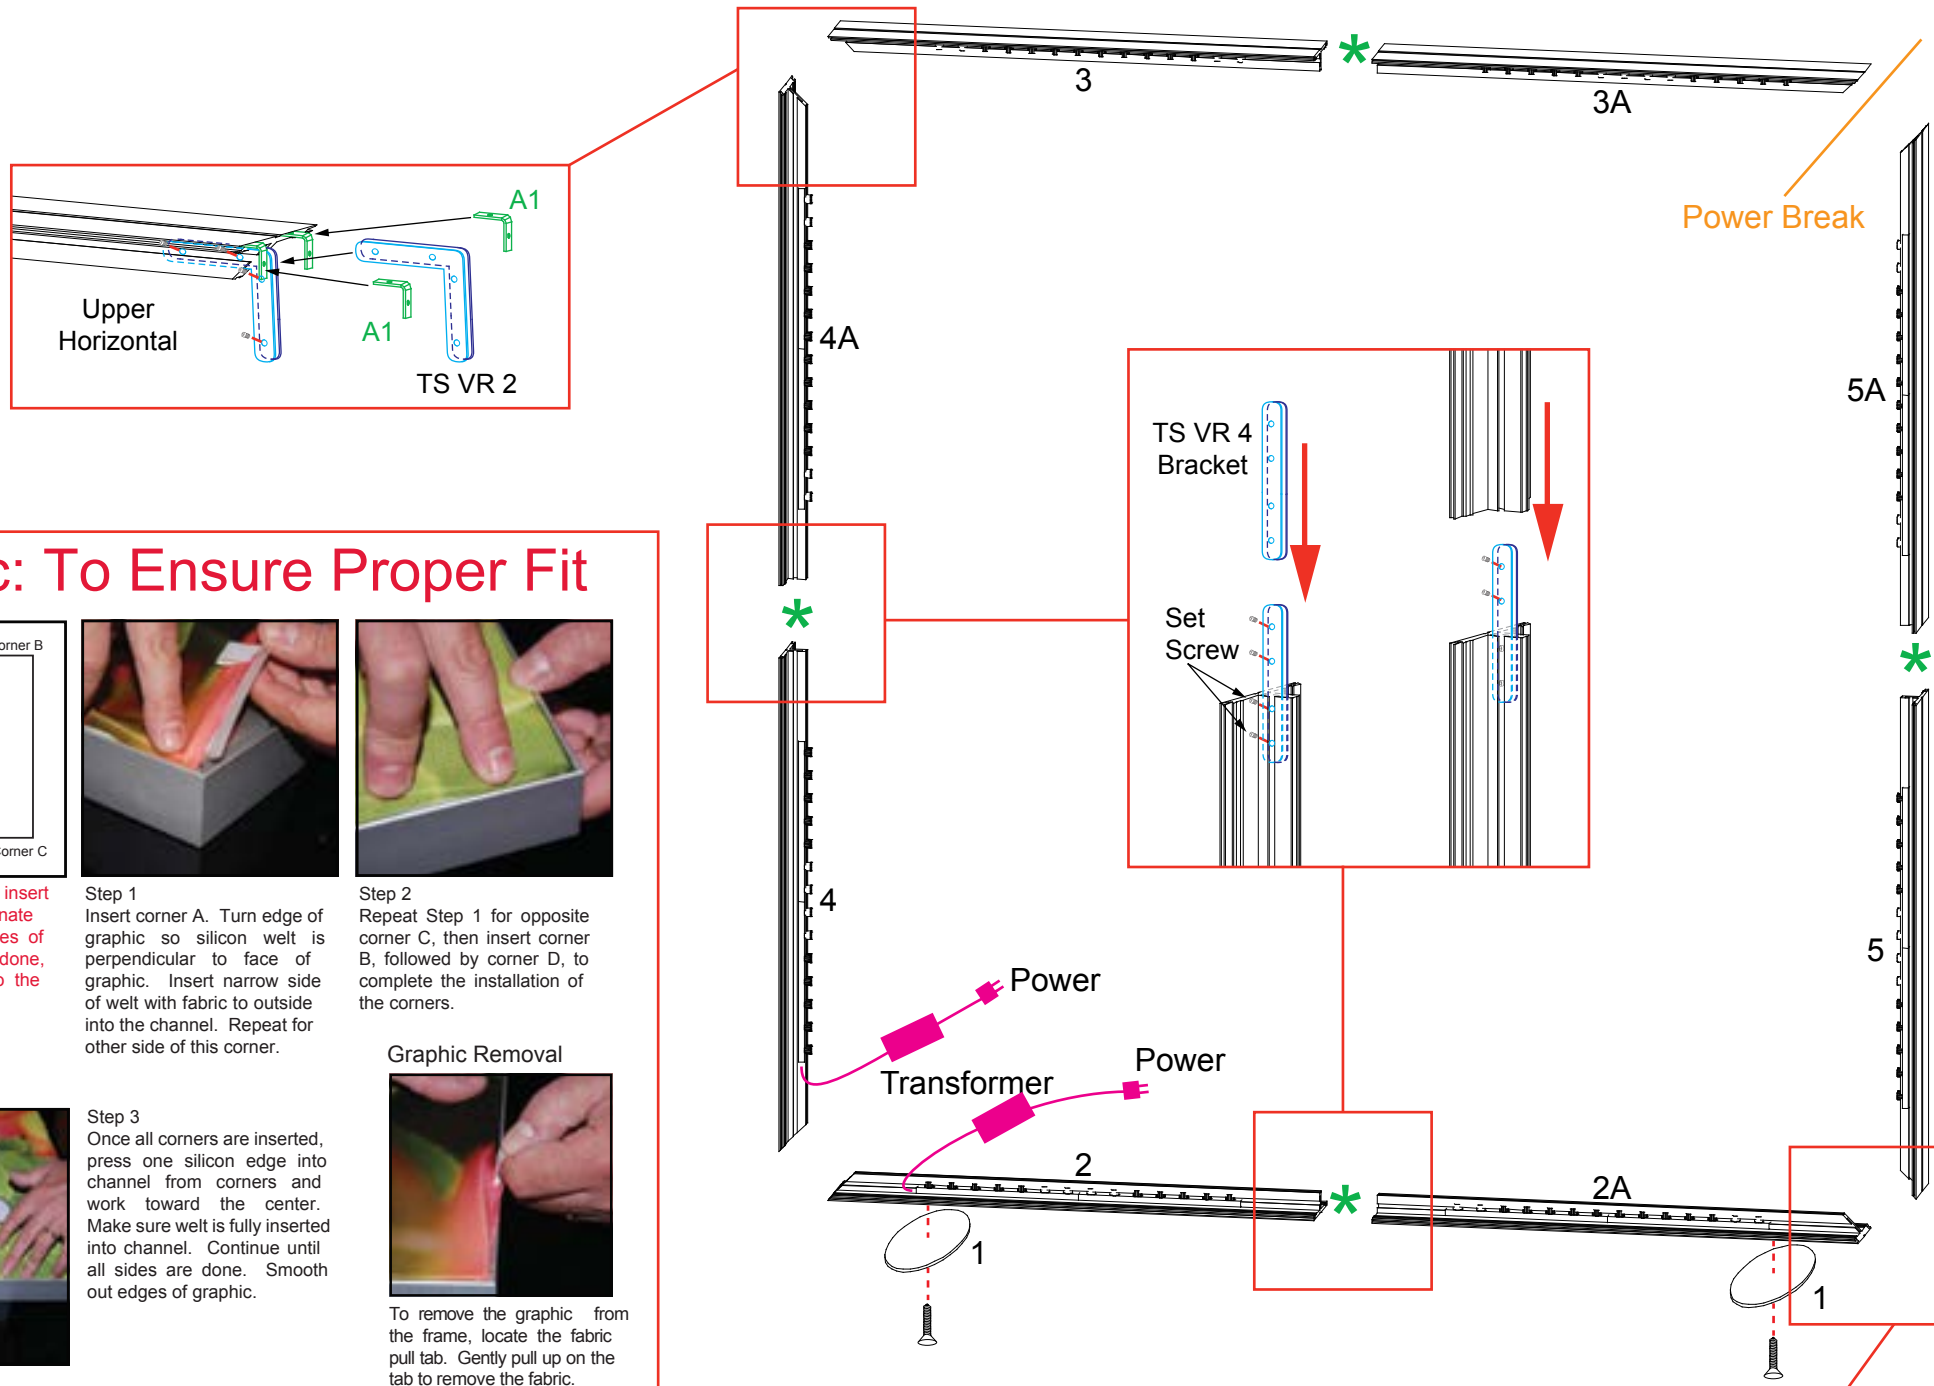 3
3A
Power Break
A1
A1
Upper
Horizontal
TS VR 2
4A
5A
TS VR 4
Bracket
Set
Screw
c: To Ensure Proper Fit
orner B
Corner C
insert
nate
es of
done,
o the
Step 1
Insert corner A. Turn edge of
graphic so silicon welt is
perpendicular to face of
graphic. Insert narrow side
of welt with fabric to outside
into the channel. Repeat for
other side of this corner.
Step 2
Repeat Step 1 for opposite
corner C, then insert corner
B, followed by corner D, to
complete the installation of
the corners.
Step 3
Once all corners are inserted,
press one silicon edge into
channel from corners and
work toward the center.
Make sure welt is fully inserted
into channel. Continue until
all sides are done. Smooth
out edges of graphic.
Graphic Removal
To remove the graphic from
the frame, locate the fabric
pull tab. Gently pull up on the
tab to remove the fabric.
4
5
Power
Transformer
Power
2
2A
1
1